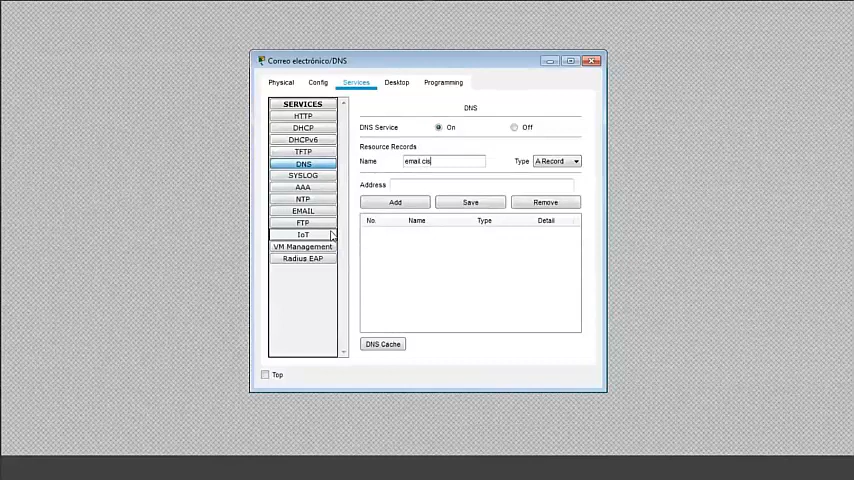 Correo electrónico/DNS
Physical Config Services Desktop Programming
SERVICES
HTTP
DHCP
DHCPv6
TFTP
DNS
SYSLOG
AAA
NTP
EMAIL
FTP
IoT
VM Management
Radius EAP
DNS
DNS Service On Off
Resource Records
Name email cis Type A Record
Address
Add Save Remove
No. Name Type Detail
DNS Cache
Top